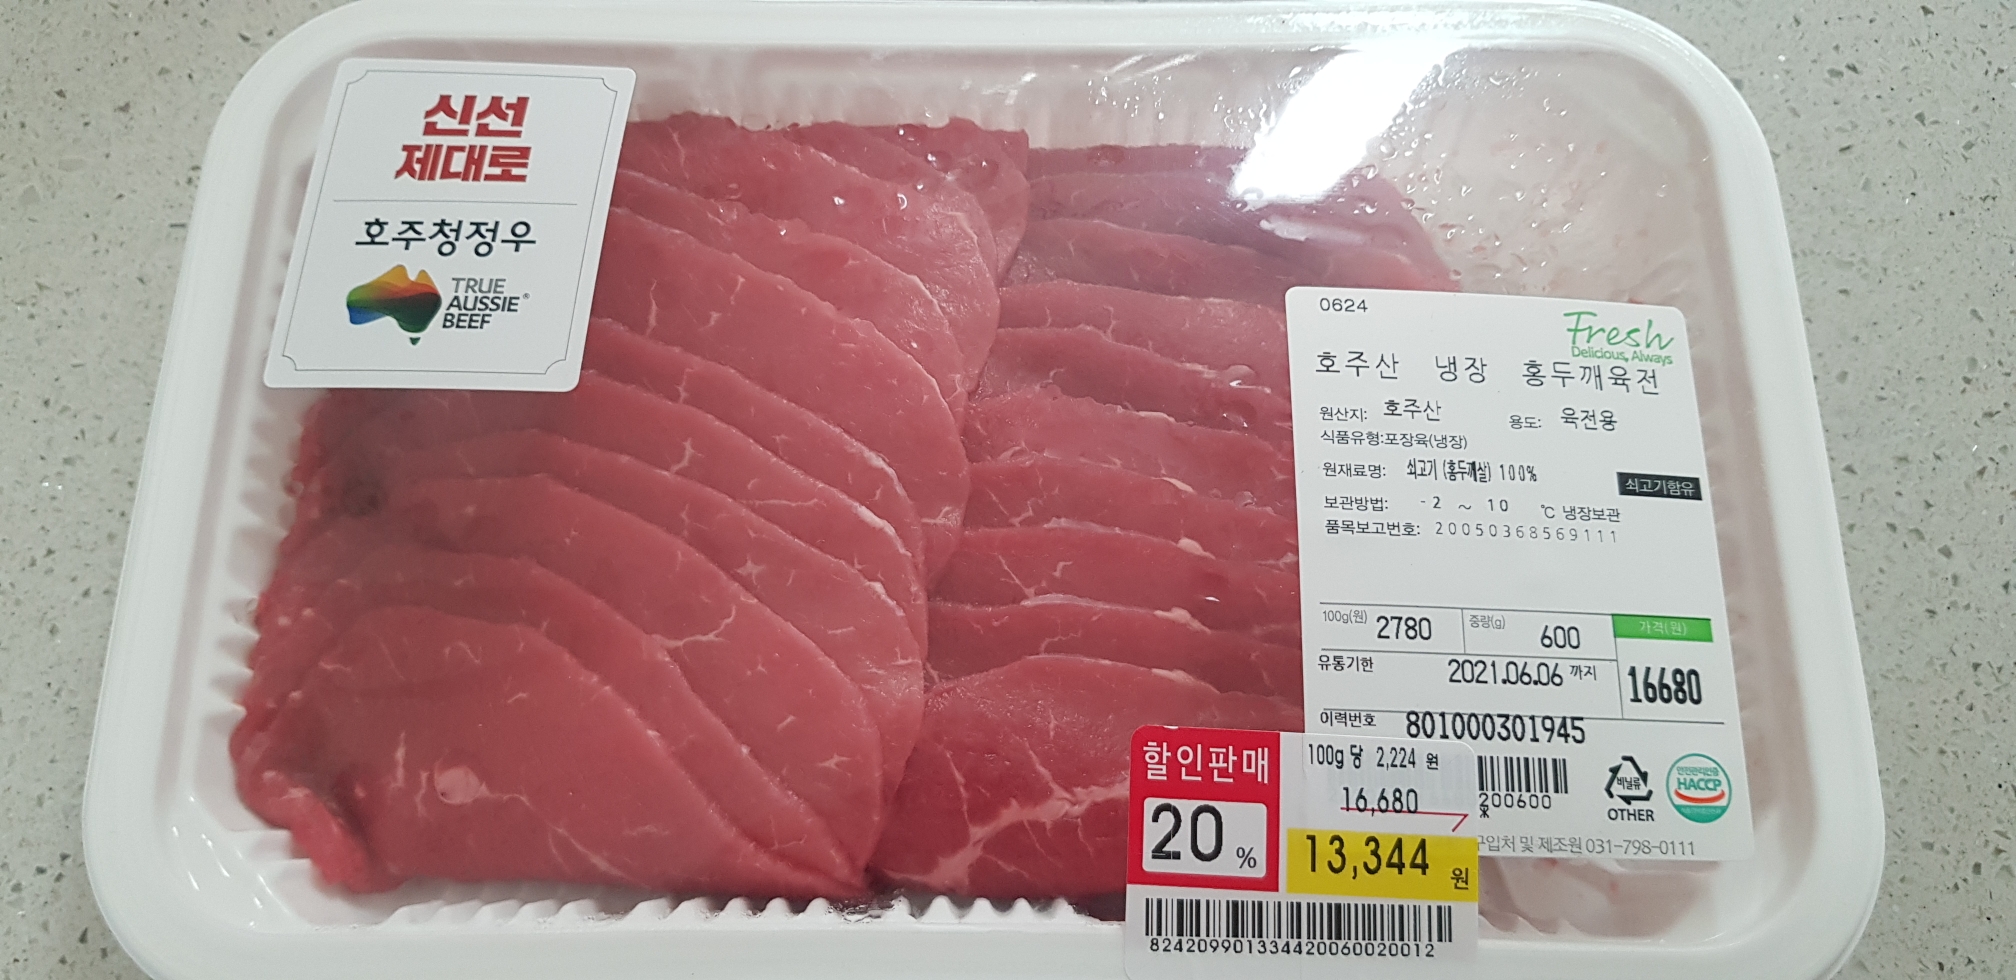 신선
제대로
호주청정우
TRUE
AUSSIE®
BEEF
0624
Fresh
Delicious, Always
호주산 냉장 홍두깨육전
원산지: 호주산 용도: 육전용
식품유형:포장육(냉장)
원재료명: 쇠고기 (홍두깨살) 100%
쇠고기함유
보관방법: -2 ~ 10 ℃ 냉장보관
품목보고번호: 20050368569111
100g(원) 2780 중량(g) 600 가격(원)
유통기한 2021.06.06 까지 16680
이력번호 801000301945
할인판매 100g 당 2,224 원
16,680
20 % 13,344 원
200600
비닐류
OTHER
HACCP
구입처 및 제조원 031-798-0111
824209901334420060020012